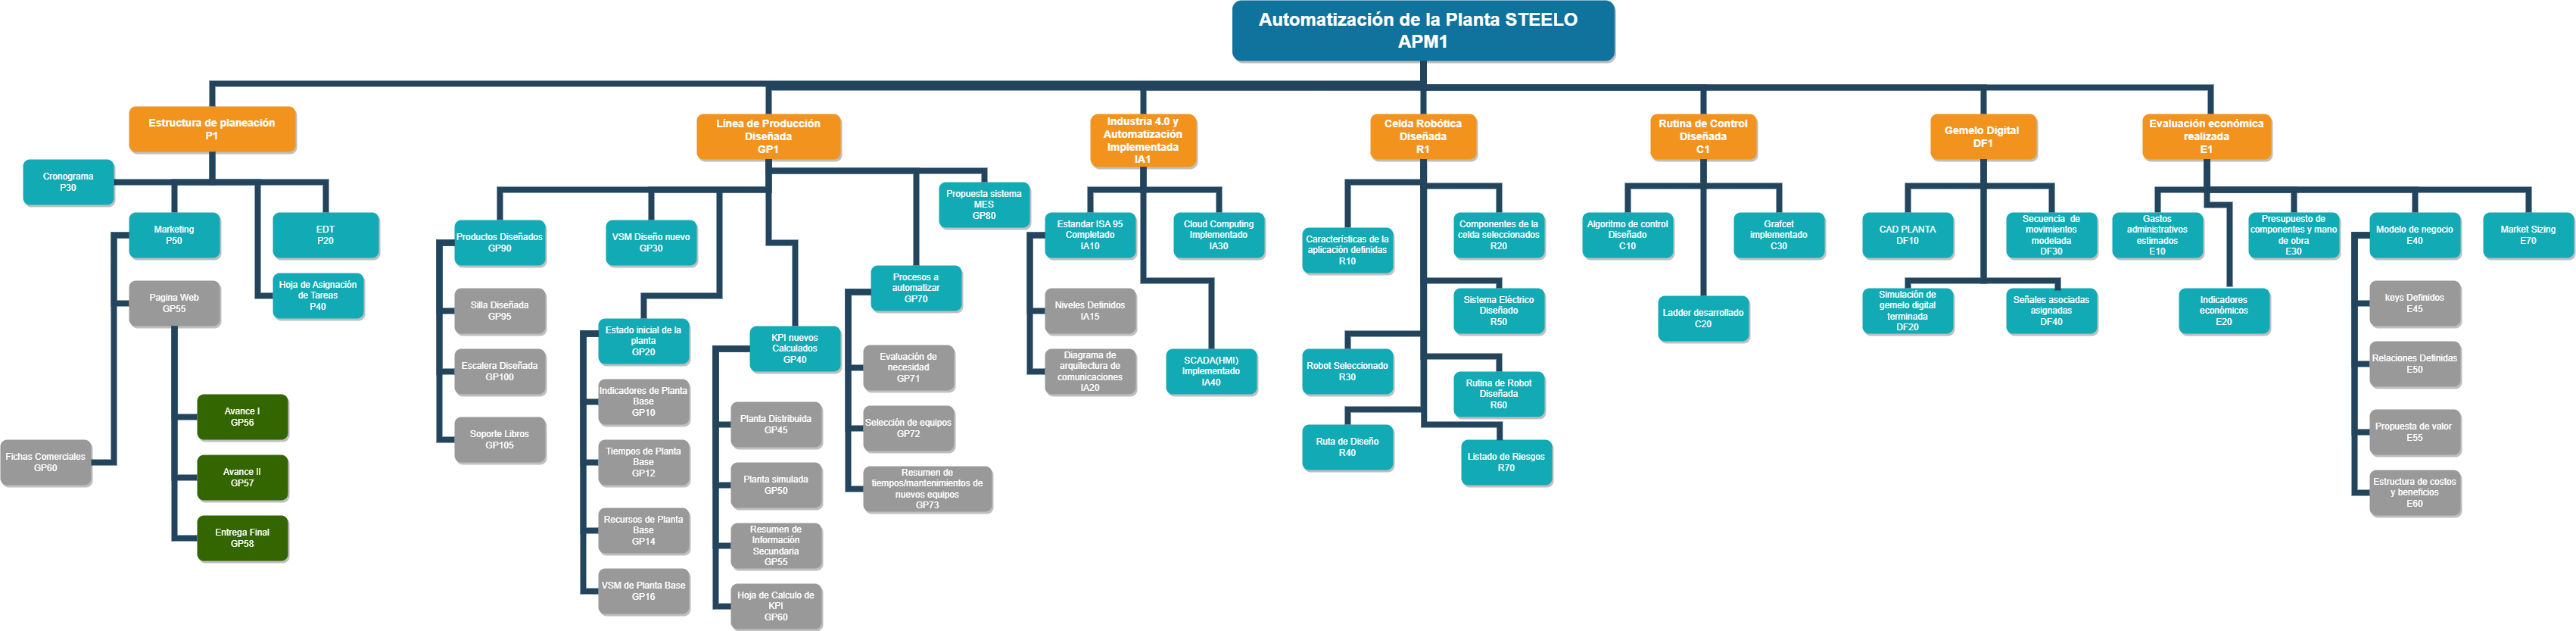 Automatización de la Planta STEELO
APM1
Estructura de planeación
P1
Cronograma
P30
Marketing
P50
EDT
P20
Pagina Web
GP55
Hoja de Asignación
de Tareas
P40
Avance I
GP56
Fichas Comerciales
GP60
Avance II
GP57
Entrega Final
GP58
Línea de Producción
Diseñada
GP1
Productos Diseñados
GP90
Silla Diseñada
GP95
Escalera Diseñada
GP100
Soporte Libros
GP105
VSM Diseño nuevo
GP30
Estado inicial de la
planta
GP20
Indicadores de Planta
Base
GP10
Tiempos de Planta
Base
GP12
Recursos de Planta
Base
GP14
VSM de Planta Base
GP16
KPI nuevos
Calculados
GP40
Planta Distribuida
GP45
Planta simulada
GP50
Resumen de
Información
Secundaria
GP55
Hoja de Calculo de
KPI
GP60
Procesos a
automatizar
GP70
Evaluación de
necesidad
GP71
Selección de equipos
GP72
Resumen de
tiempos/mantenimientos de
nuevos equipos
GP73
Propuesta sistema
MES
GP80
Industria 4.0 y
Automatización
Implementada
IA1
Estandar ISA 95
Completado
IA10
Niveles Definidos
IA15
Diagrama de
arquitectura de
comunicaciones
IA20
Cloud Computing
Implementado
IA30
SCADA(HMI)
Implementado
IA40
Celda Robótica
Diseñada
R1
Características de la
aplicación definidas
R10
Componentes de la
celda seleccionados
R20
Sistema Eléctrico
Diseñado
R50
Robot Seleccionado
R30
Rutina de Robot
Diseñada
R60
Ruta de Diseño
R40
Listado de Riesgos
R70
Rutina de Control
Diseñada
C1
Algoritmo de control
Diseñado
C10
Grafcet
implementado
C30
Ladder desarrollado
C20
Gemelo Digital
DF1
CAD PLANTA
DF10
Secuencia de
movimientos
modelada
DF30
Simulación de
gemelo digital
terminada
DF20
Señales asociadas
asignadas
DF40
Evaluación económica
realizada
E1
Gastos
administrativos
estimados
E10
Indicadores
económicos
E20
Presupuesto de
componentes y mano
de obra
E30
Modelo de negocio
E40
keys Definidos
E45
Relaciones Definidas
E50
Propuesta de valor
E55
Estructura de costos
y beneficios
E60
Market Sizing
E70